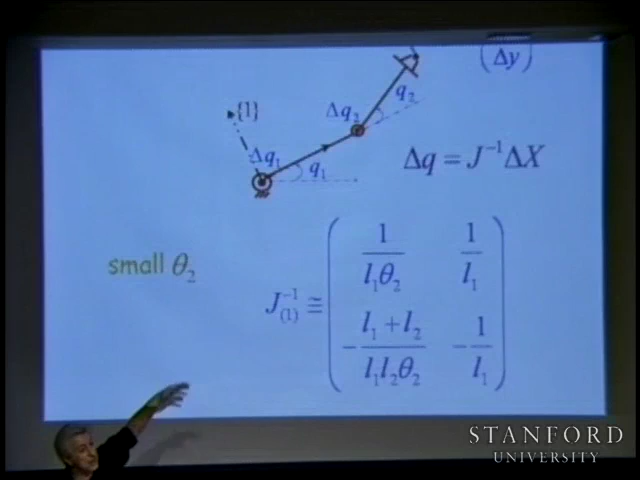 (Δy)
{1}
Δq₂
q₂
Δq₁
q₁
Δq = J⁻¹ΔX
small θ₂
J₍₁₎⁻¹ ≅ ( 1/(l₁θ₂) 1/l₁
−(l₁ + l₂)/(l₁l₂θ₂) −1/l₁ )
STANFORD
UNIVERSITY